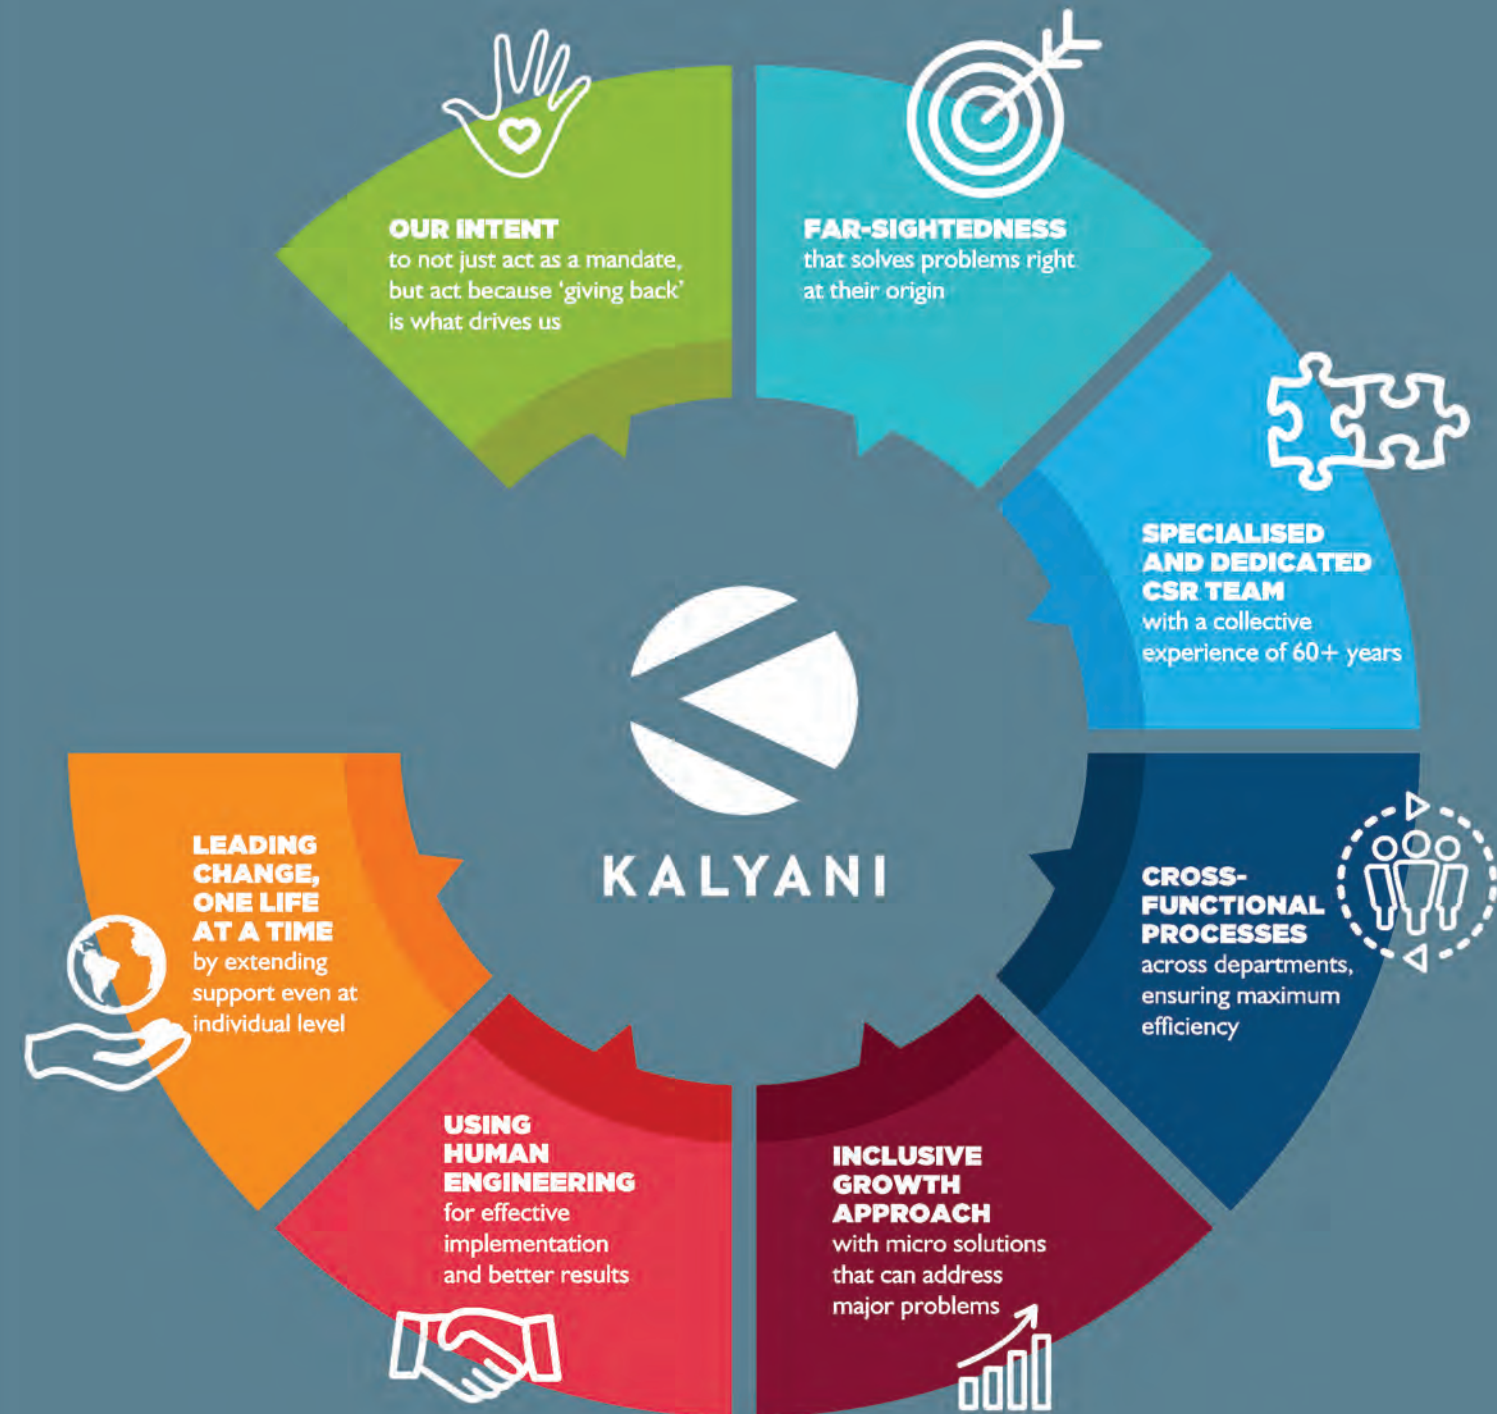 OUR INTENT
to not just act as a mandate,
but act because ‘giving back’
is what drives us
FAR-SIGHTEDNESS
that solves problems right
at their origin
SPECIALISED
AND DEDICATED
CSR TEAM
with a collective
experience of 60+ years
CROSS-
FUNCTIONAL
PROCESSES
across departments,
ensuring maximum
efficiency
INCLUSIVE
GROWTH
APPROACH
with micro solutions
that can address
major problems
USING
HUMAN
ENGINEERING
for effective
implementation
and better results
LEADING
CHANGE,
ONE LIFE
AT A TIME
by extending
support even at
individual level
KALYANI